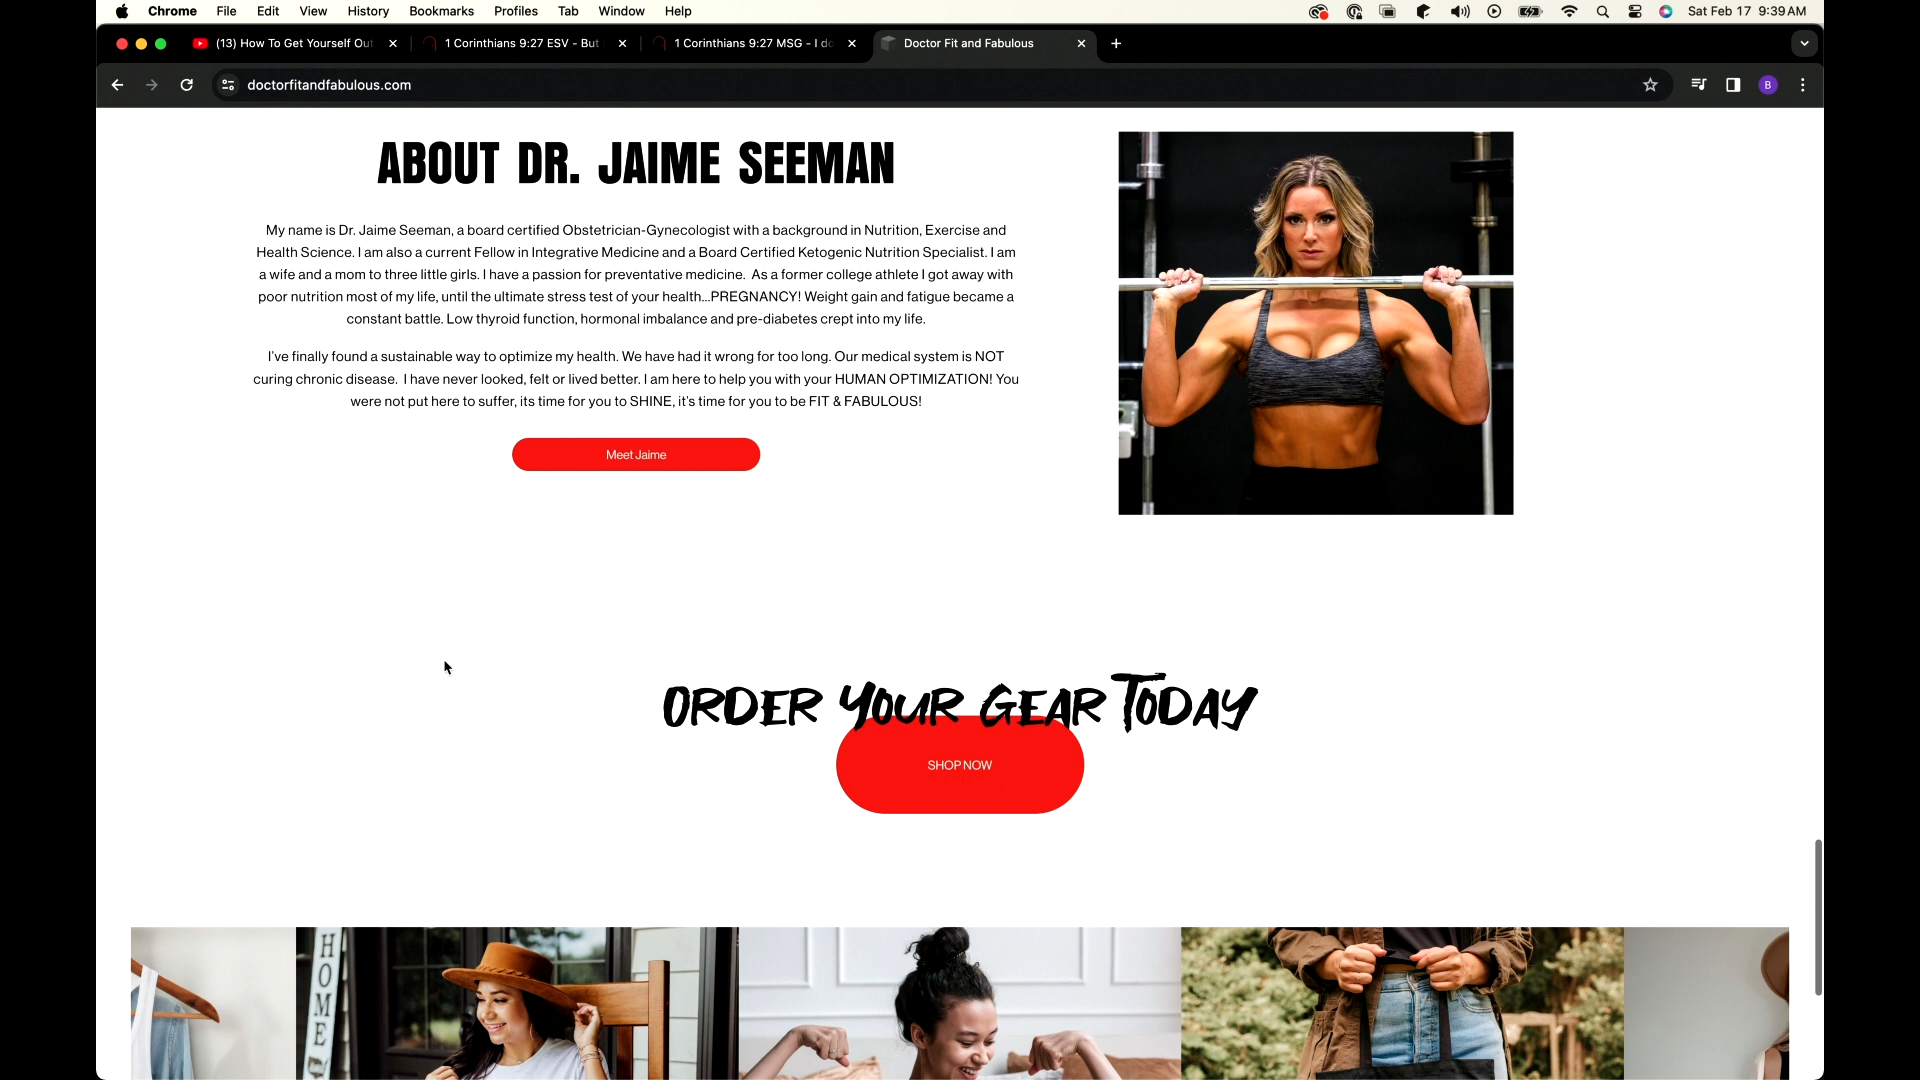 Chrome File Edit View History Bookmarks Profiles Tab Window Help
Sat Feb 17 9:39 AM
(13) How To Get Yourself Out
1 Corinthians 9:27 ESV - But
1 Corinthians 9:27 MSG - I do
Doctor Fit and Fabulous
doctorfitandfabulous.com
B
ABOUT DR. JAIME SEEMAN
My name is Dr. Jaime Seeman, a board certified Obstetrician-Gynecologist with a background in Nutrition, Exercise and
Health Science. I am also a current Fellow in Integrative Medicine and a Board Certified Ketogenic Nutrition Specialist. I am
a wife and a mom to three little girls. I have a passion for preventative medicine.  As a former college athlete I got away with
poor nutrition most of my life, until the ultimate stress test of your health...PREGNANCY! Weight gain and fatigue became a
constant battle. Low thyroid function, hormonal imbalance and pre-diabetes crept into my life.
I've finally found a sustainable way to optimize my health. We have had it wrong for too long. Our medical system is NOT
curing chronic disease.  I have never looked, felt or lived better. I am here to help you with your HUMAN OPTIMIZATION! You
were not put here to suffer, its time for you to SHINE, it's time for you to be FIT & FABULOUS!
Meet Jaime
ORDER YOUR GEAR TODAY
SHOP NOW
HOME